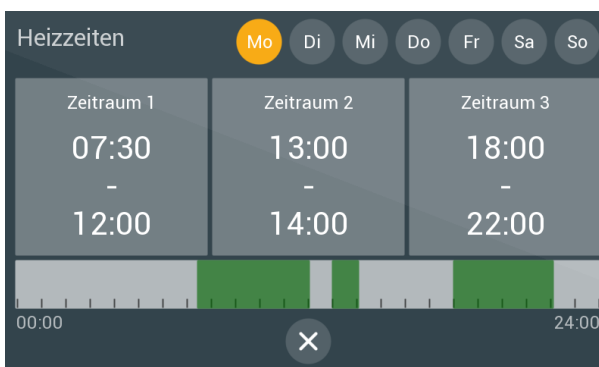 Heizzeiten Mo Di Mi Do Fr Sa So
Zeitraum 1 Zeitraum 2 Zeitraum 3
07:30 13:00 18:00
- - -
12:00 14:00 22:00
00:00 24:00